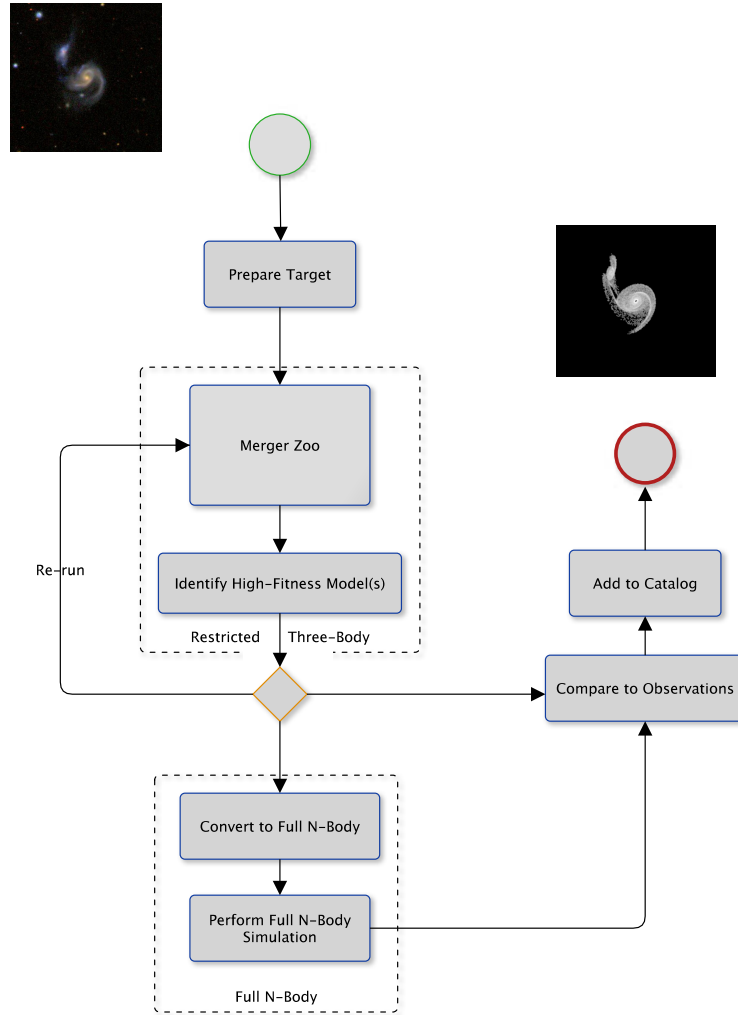 Prepare Target
Merger Zoo
Re-run
Identify High-Fitness Model(s)
Add to Catalog
Restricted Three-Body
Compare to Observations
Convert to Full N-Body
Perform Full N-Body
Simulation
Full N-Body